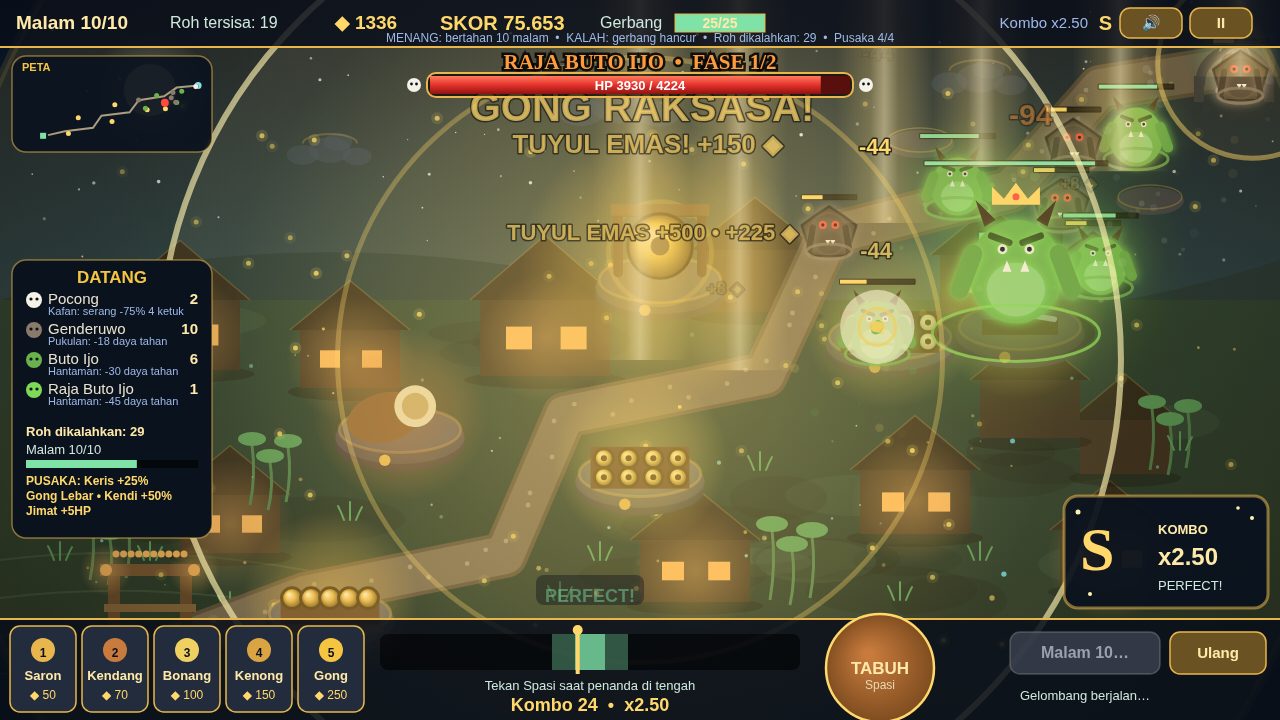 Malam 10/10
Roh tersisa: 19
◆ 1336
SKOR 75.653
Gerbang 25/25
Kombo x2.50 S
MENANG: bertahan 10 malam • KALAH: gerbang hancur • Roh dikalahkan: 29 • Pusaka 4/4
PETA
RAJA BUTO IJO • FASE 1/2
HP 3930 / 4224
GONG RAKSASA!
TUYUL EMAS! +150 ◆
TUYUL EMAS +500 • +225 ◆
-94
-44
-44
+8 ◆
+8 ◆
DATANG
Pocong 2
Kafan: serang -75% 4 ketuk
Genderuwo 10
Pukulan: -18 daya tahan
Buto Ijo 6
Hantaman: -30 daya tahan
Raja Buto Ijo 1
Hantaman: -45 daya tahan
Roh dikalahkan: 29
Malam 10/10
PUSAKA: Keris +25%
Gong Lebar • Kendi +50%
Jimat +5HP
PERFECT!
S
KOMBO
x2.50
PERFECT!
1
Saron
◆ 50
2
Kendang
◆ 70
3
Bonang
◆ 100
4
Kenong
◆ 150
5
Gong
◆ 250
Tekan Spasi saat penanda di tengah
Kombo 24 • x2.50
TABUH
Spasi
Malam 10…
Ulang
Gelombang berjalan…